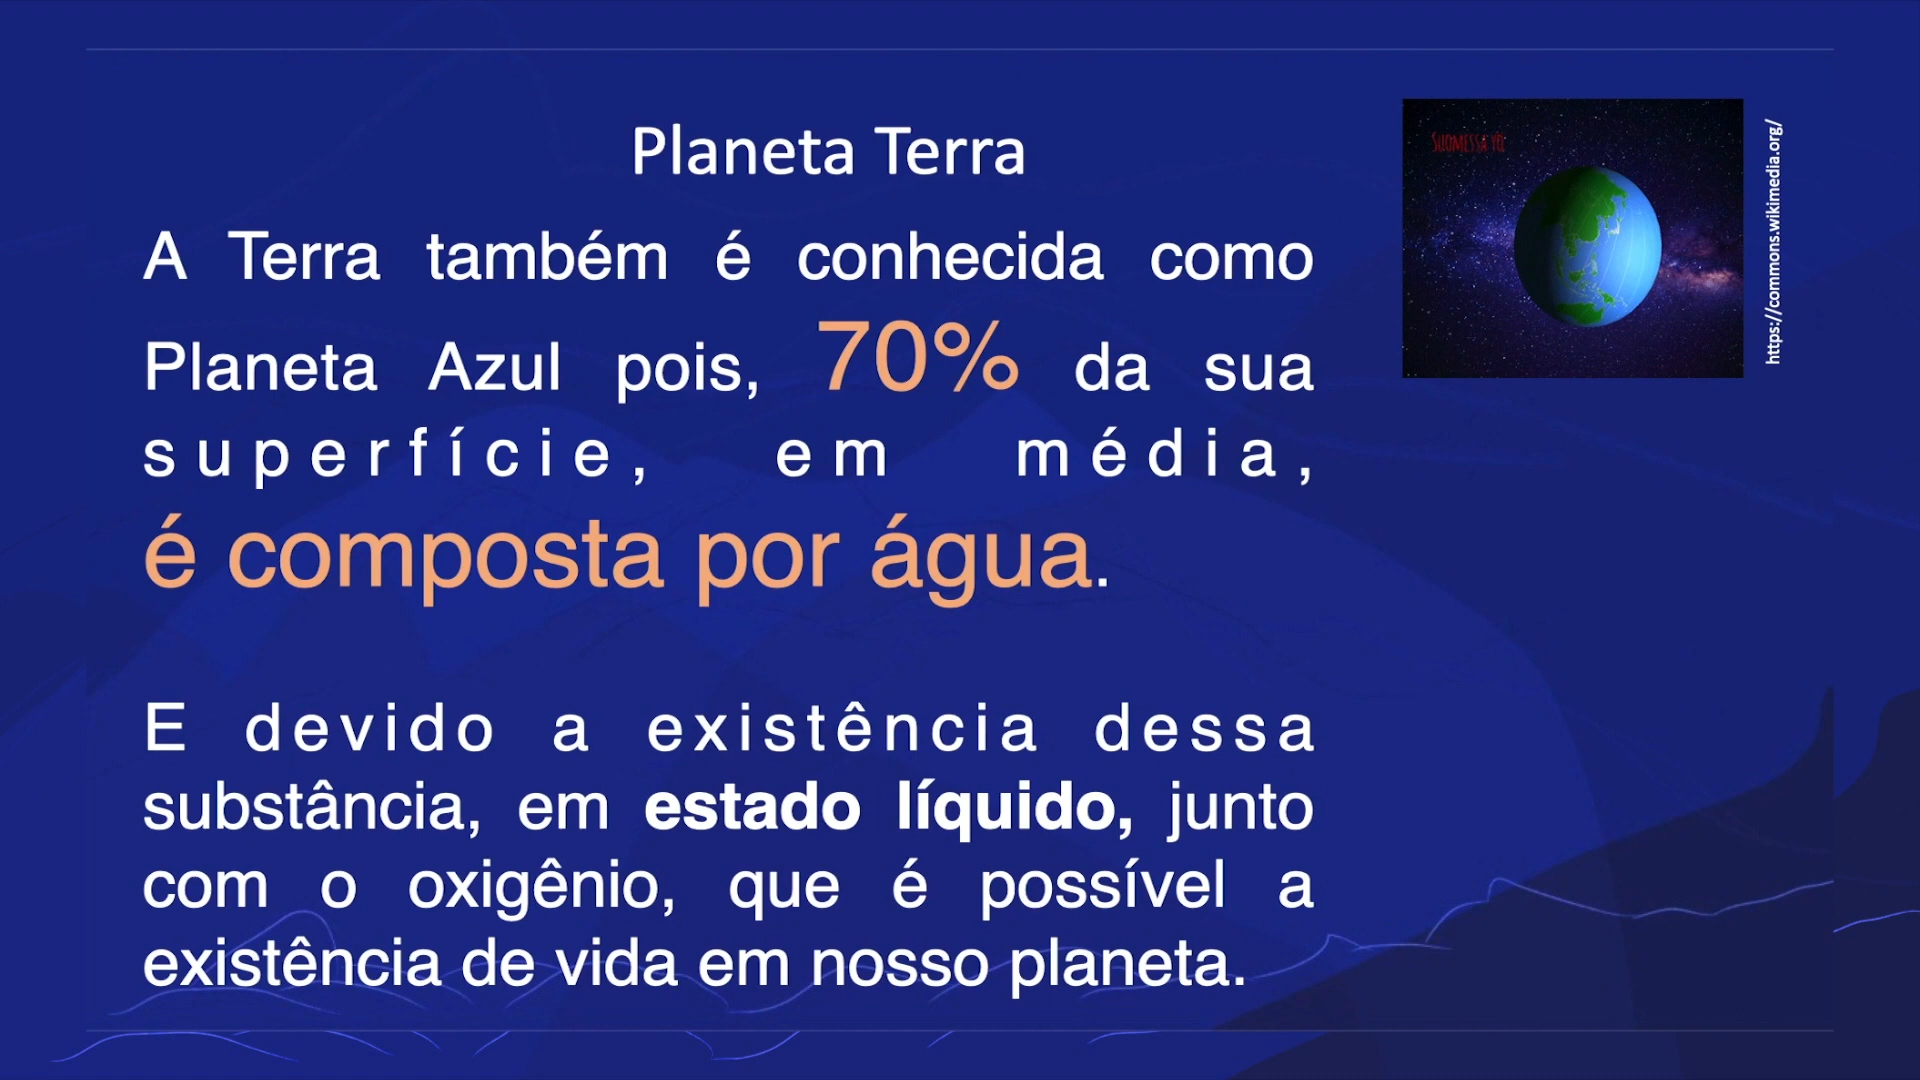 Planeta Terra
A Terra também é conhecida como
Planeta Azul pois, 70% da sua
superfície, em média,
é composta por água.
E devido a existência dessa
substância, em estado líquido, junto
com o oxigênio, que é possível a
existência de vida em nosso planeta.
SUOMESSA
https://commons.wikimedia.org/